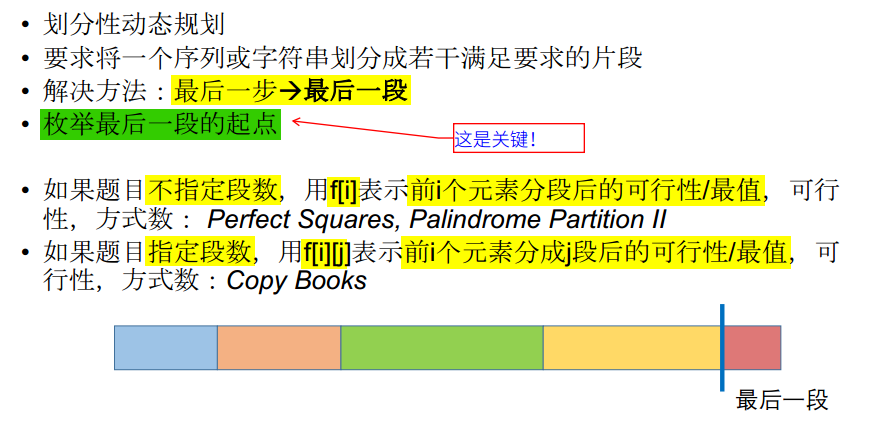 • 划分性动态规划
• 要求将一个序列或字符串划分成若干满足要求的片段
• 解决方法：最后一步→最后一段
• 枚举最后一段的起点
这是关键！
• 如果题目不指定段数，用f[i]表示前i个元素分段后的可行性/最值，可行
性，方式数：Perfect Squares, Palindrome Partition II
• 如果题目指定段数，用f[i][j]表示前i个元素分成j段后的可行性/最值，可
行性，方式数：Copy Books
最后一段